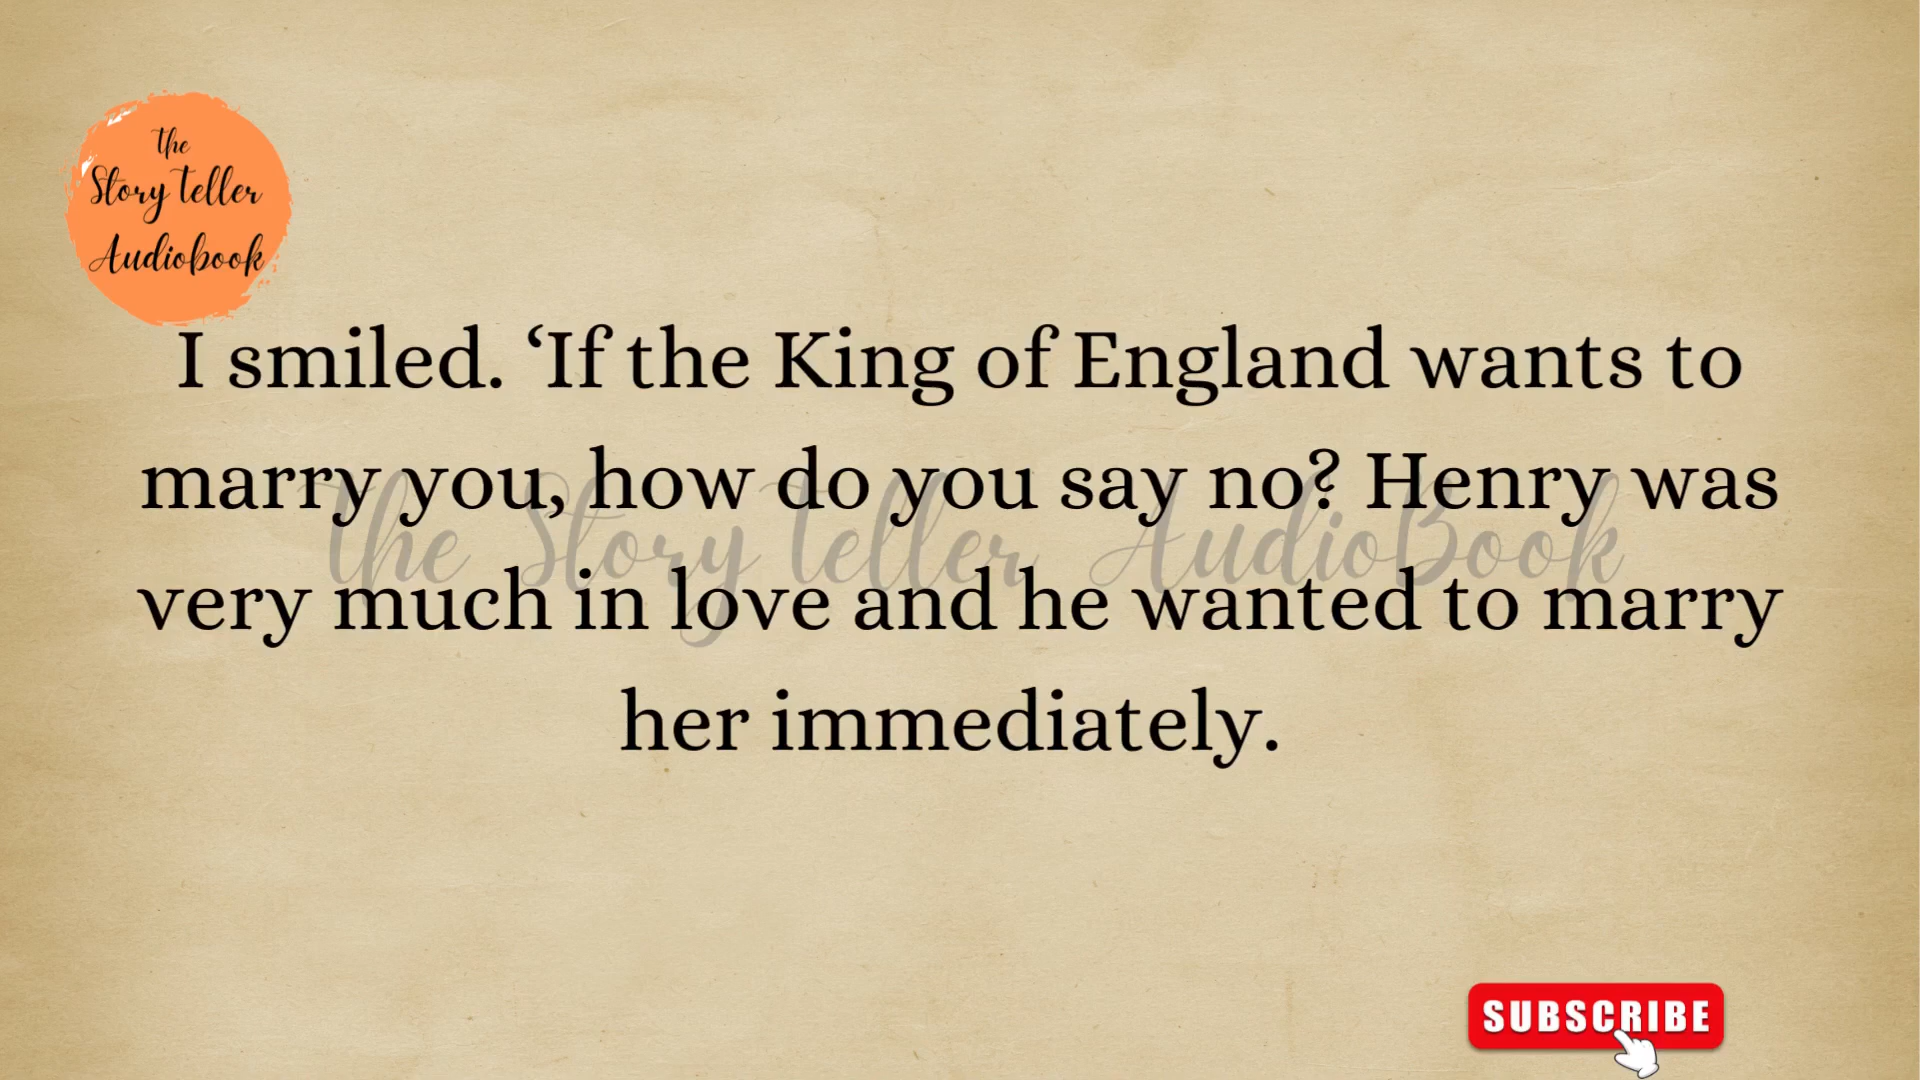 the
Story teller
Audiobook
I smiled. ‘If the King of England wants to
marry you, how do you say no? Henry was
the Story teller AudioBook
very much in love and he wanted to marry
her immediately.
SUBSCRIBE